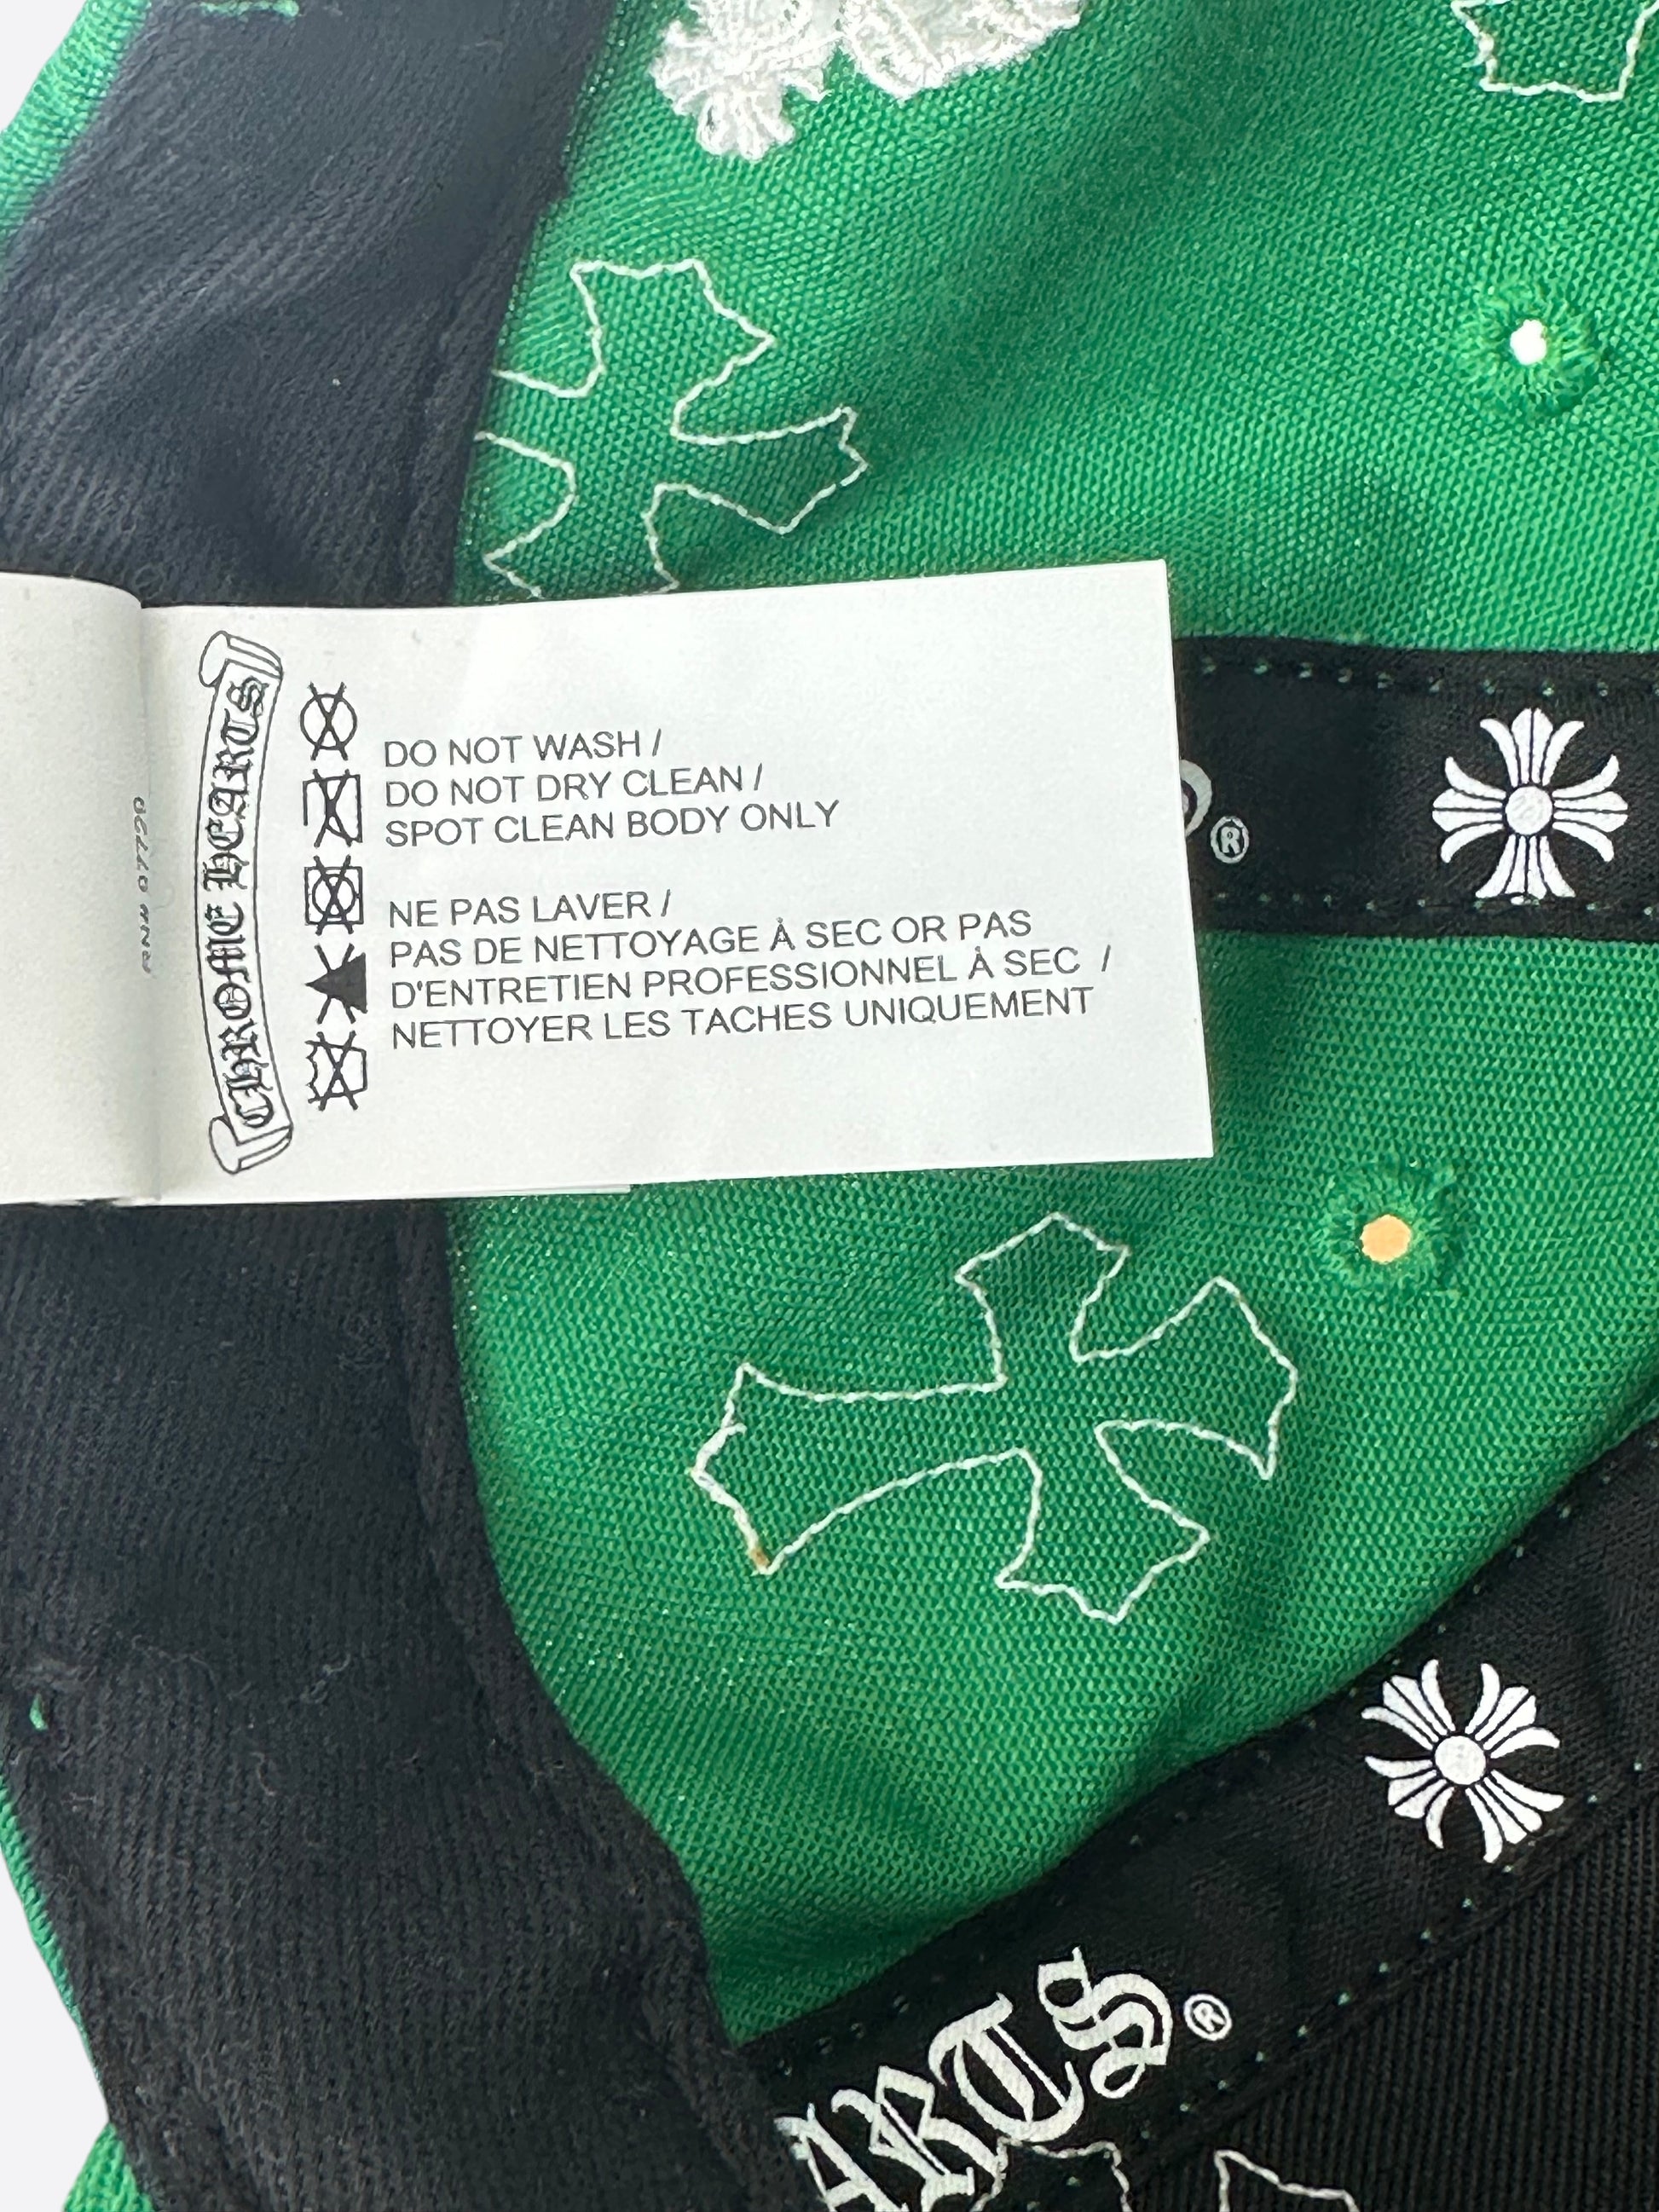 CHROME HEARTS
DO NOT WASH /
DO NOT DRY CLEAN /
SPOT CLEAN BODY ONLY
NE PAS LAVER /
PAS DE NETTOYAGE À SEC OR PAS
D'ENTRETIEN PROFESSIONNEL À SEC /
NETTOYER LES TACHES UNIQUEMENT
®
ARTS®